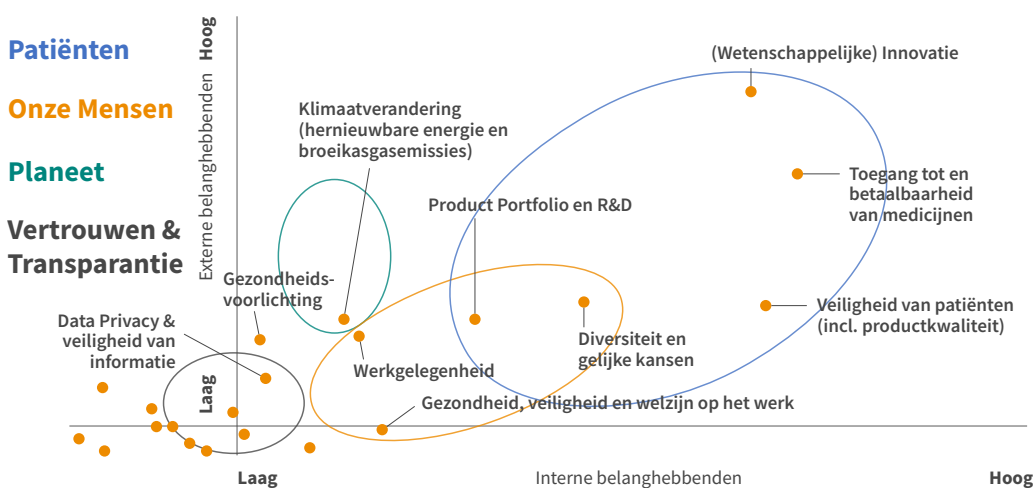 Patiënten
Onze Mensen
Planeet
Vertrouwen &
Transparantie
Hoog
Externe belanghebbenden
Laag
(Wetenschappelijke) Innovatie
Klimaatverandering
(hernieuwbare energie en
broeikasgasemissies)
Toegang tot en
betaalbaarheid
van medicijnen
Product Portfolio en R&D
Gezondheids-
voorlichting
Veiligheid van patiënten
(incl. productkwaliteit)
Data Privacy &
veiligheid van
informatie
Diversiteit en
gelijke kansen
Werkgelegenheid
Gezondheid, veiligheid en welzijn op het werk
Laag
Interne belanghebbenden
Hoog